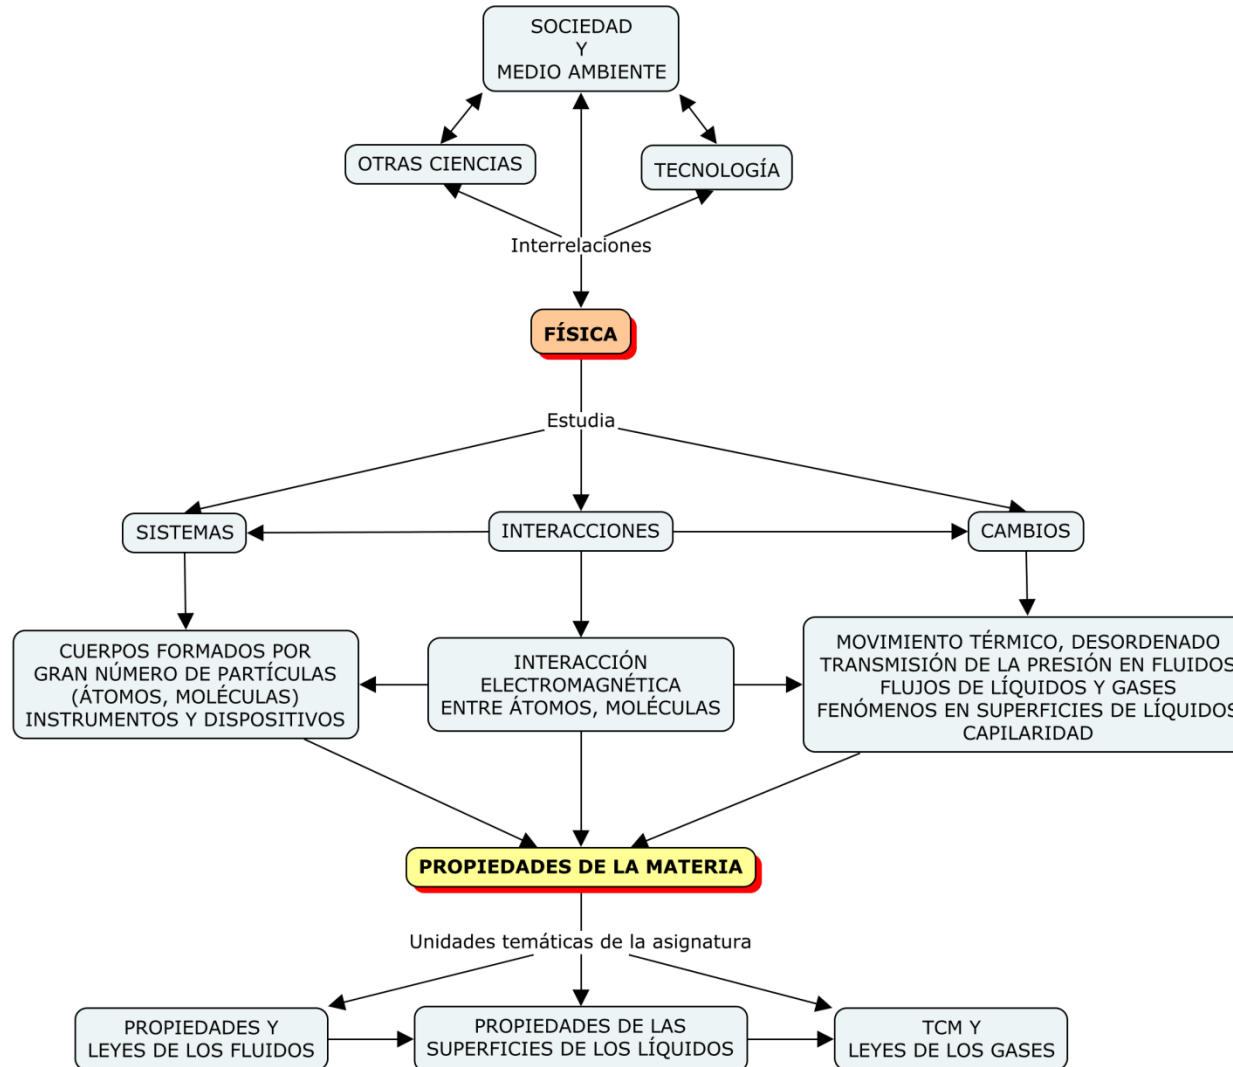 SOCIEDAD
Y
MEDIO AMBIENTE
OTRAS CIENCIAS
TECNOLOGÍA
Interrelaciones
FÍSICA
Estudia
SISTEMAS
INTERACCIONES
CAMBIOS
CUERPOS FORMADOS POR
GRAN NÚMERO DE PARTÍCULAS
(ÁTOMOS, MOLÉCULAS)
INSTRUMENTOS Y DISPOSITIVOS
INTERACCIÓN
ELECTROMAGNÉTICA
ENTRE ÁTOMOS, MOLÉCULAS
MOVIMIENTO TÉRMICO, DESORDENADO
TRANSMISIÓN DE LA PRESIÓN EN FLUIDOS
FLUJOS DE LÍQUIDOS Y GASES
FENÓMENOS EN SUPERFICIES DE LÍQUIDOS
CAPILARIDAD
PROPIEDADES DE LA MATERIA
Unidades temáticas de la asignatura
PROPIEDADES Y
LEYES DE LOS FLUIDOS
PROPIEDADES DE LAS
SUPERFICIES DE LOS LÍQUIDOS
TCM Y
LEYES DE LOS GASES